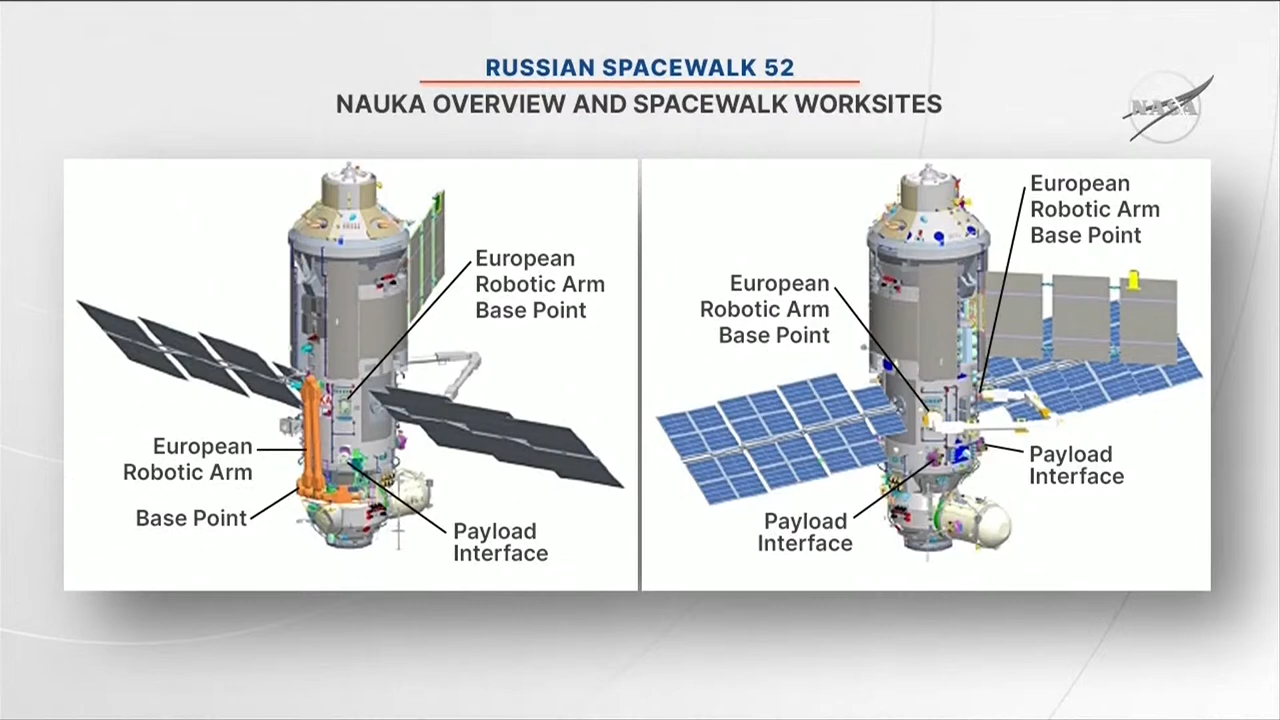 RUSSIAN SPACEWALK 52
NAUKA OVERVIEW AND SPACEWALK WORKSITES
NASA
European
Robotic Arm
Base Point
European
Robotic Arm
Base Point
Payload
Interface
European
Robotic Arm
Base Point
European
Robotic Arm
Base Point
Payload
Interface
Payload
Interface